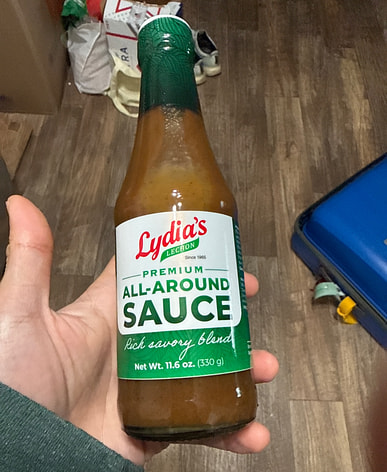 Lydia's
LECHON
Since 1965
PREMIUM
ALL-AROUND
SAUCE
Rich savory blend
Net Wt. 11.6 oz. (330 g)